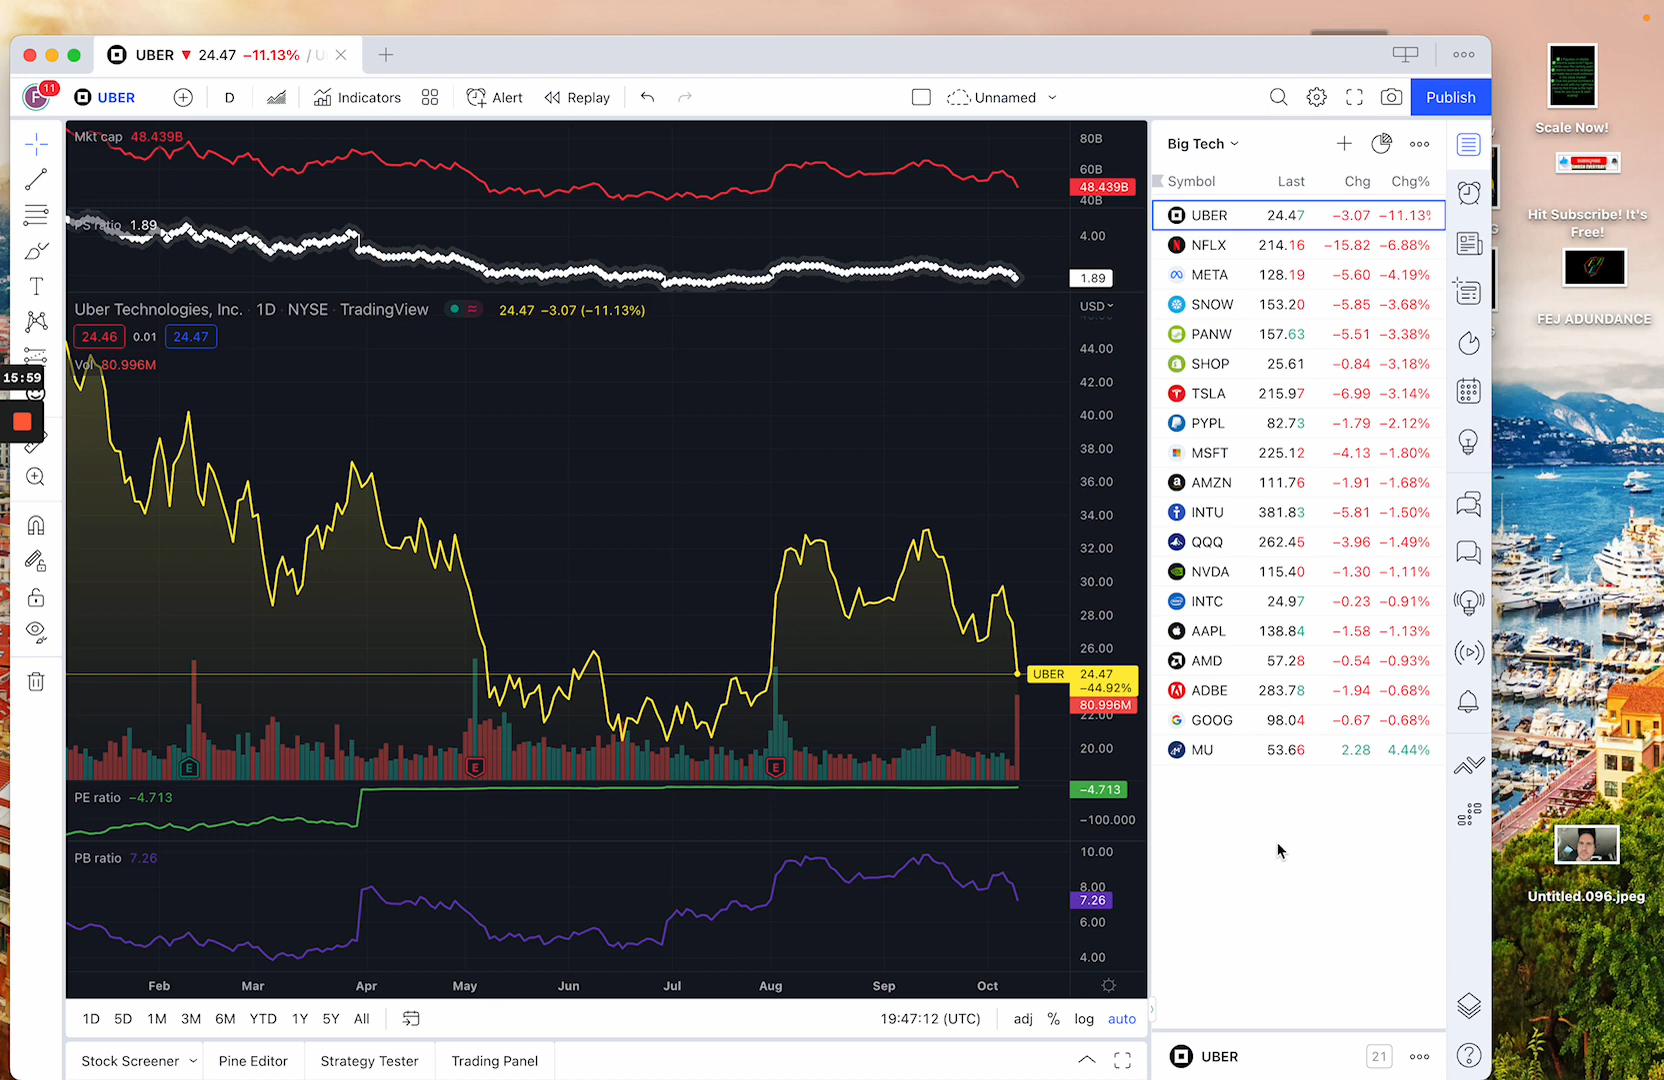 UBER ▼ 24.47 −11.13% / U
11
UBER
D
Indicators
Alert
Replay
Unnamed
Publish
Mkt cap 48.439B
80B
60B
48.439B
40B
PS ratio 1.89
4.00
1.89
Uber Technologies, Inc. · 1D · NYSE · TradingView
24.47 −3.07 (−11.13%)
USD
24.46 0.01 24.47
Vol 80.996M
44.00
42.00
40.00
38.00
36.00
34.00
32.00
30.00
28.00
26.00
UBER 24.47
−44.92%
80.996M
22.00
20.00
E
E
E
PE ratio −4.713
−4.713
−100.000
PB ratio 7.26
10.00
8.00
7.26
6.00
4.00
Feb Mar Apr May Jun Jul Aug Sep Oct
1D 5D 1M 3M 6M YTD 1Y 5Y All
19:47:12 (UTC) adj % log auto
Stock Screener Pine Editor Strategy Tester Trading Panel
15:59
T
Big Tech
Symbol Last Chg Chg%
UBER 24.47 −3.07 −11.13%
NFLX 214.16 −15.82 −6.88%
META 128.19 −5.60 −4.19%
SNOW 153.20 −5.85 −3.68%
PANW 157.63 −5.51 −3.38%
SHOP 25.61 −0.84 −3.18%
TSLA 215.97 −6.99 −3.14%
PYPL 82.73 −1.79 −2.12%
MSFT 225.12 −4.13 −1.80%
AMZN 111.76 −1.91 −1.68%
INTU 381.83 −5.81 −1.50%
QQQ 262.45 −3.96 −1.49%
NVDA 115.40 −1.30 −1.11%
INTC 24.97 −0.23 −0.91%
AAPL 138.84 −1.58 −1.13%
AMD 57.28 −0.54 −0.93%
ADBE 283.78 −1.94 −0.68%
GOOG 98.04 −0.67 −0.68%
MU 53.66 2.28 4.44%
UBER
21
Scale Now!
Hit Subscribe! It's
Free!
FEJ ADUNDANCE
Untitled.096.jpeg